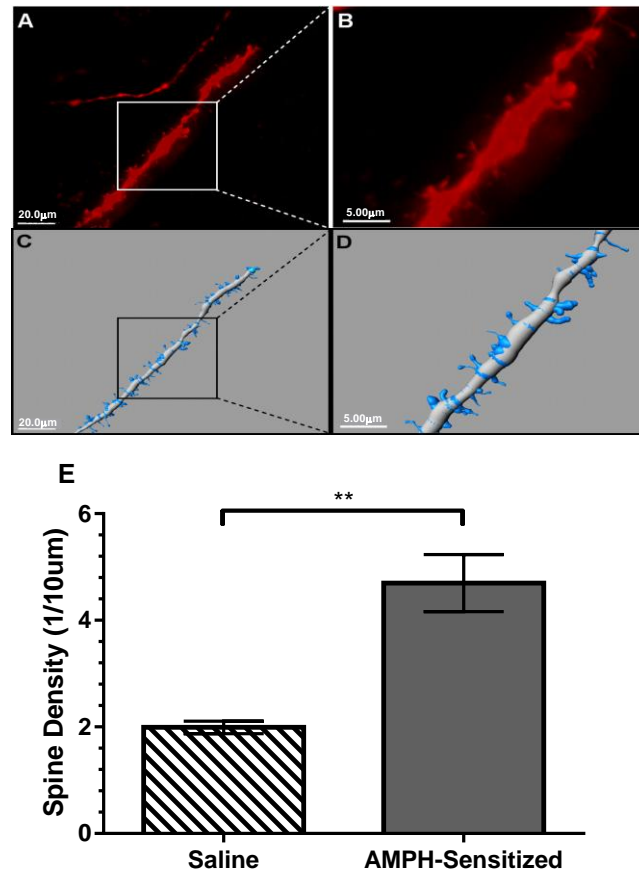 A
B
20.0µm
5.00µm
C
D
20.0µm
5.00µm
E
**
6
4
2
0
Spine Density (1/10um)
Saline
AMPH-Sensitized